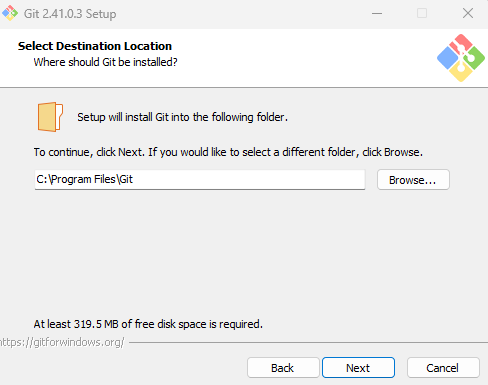 Git 2.41.0.3 Setup
Select Destination Location
Where should Git be installed?
Setup will install Git into the following folder.
To continue, click Next. If you would like to select a different folder, click Browse.
C:\Program Files\Git
Browse...
At least 319.5 MB of free disk space is required.
https://gitforwindows.org/
Back
Next
Cancel